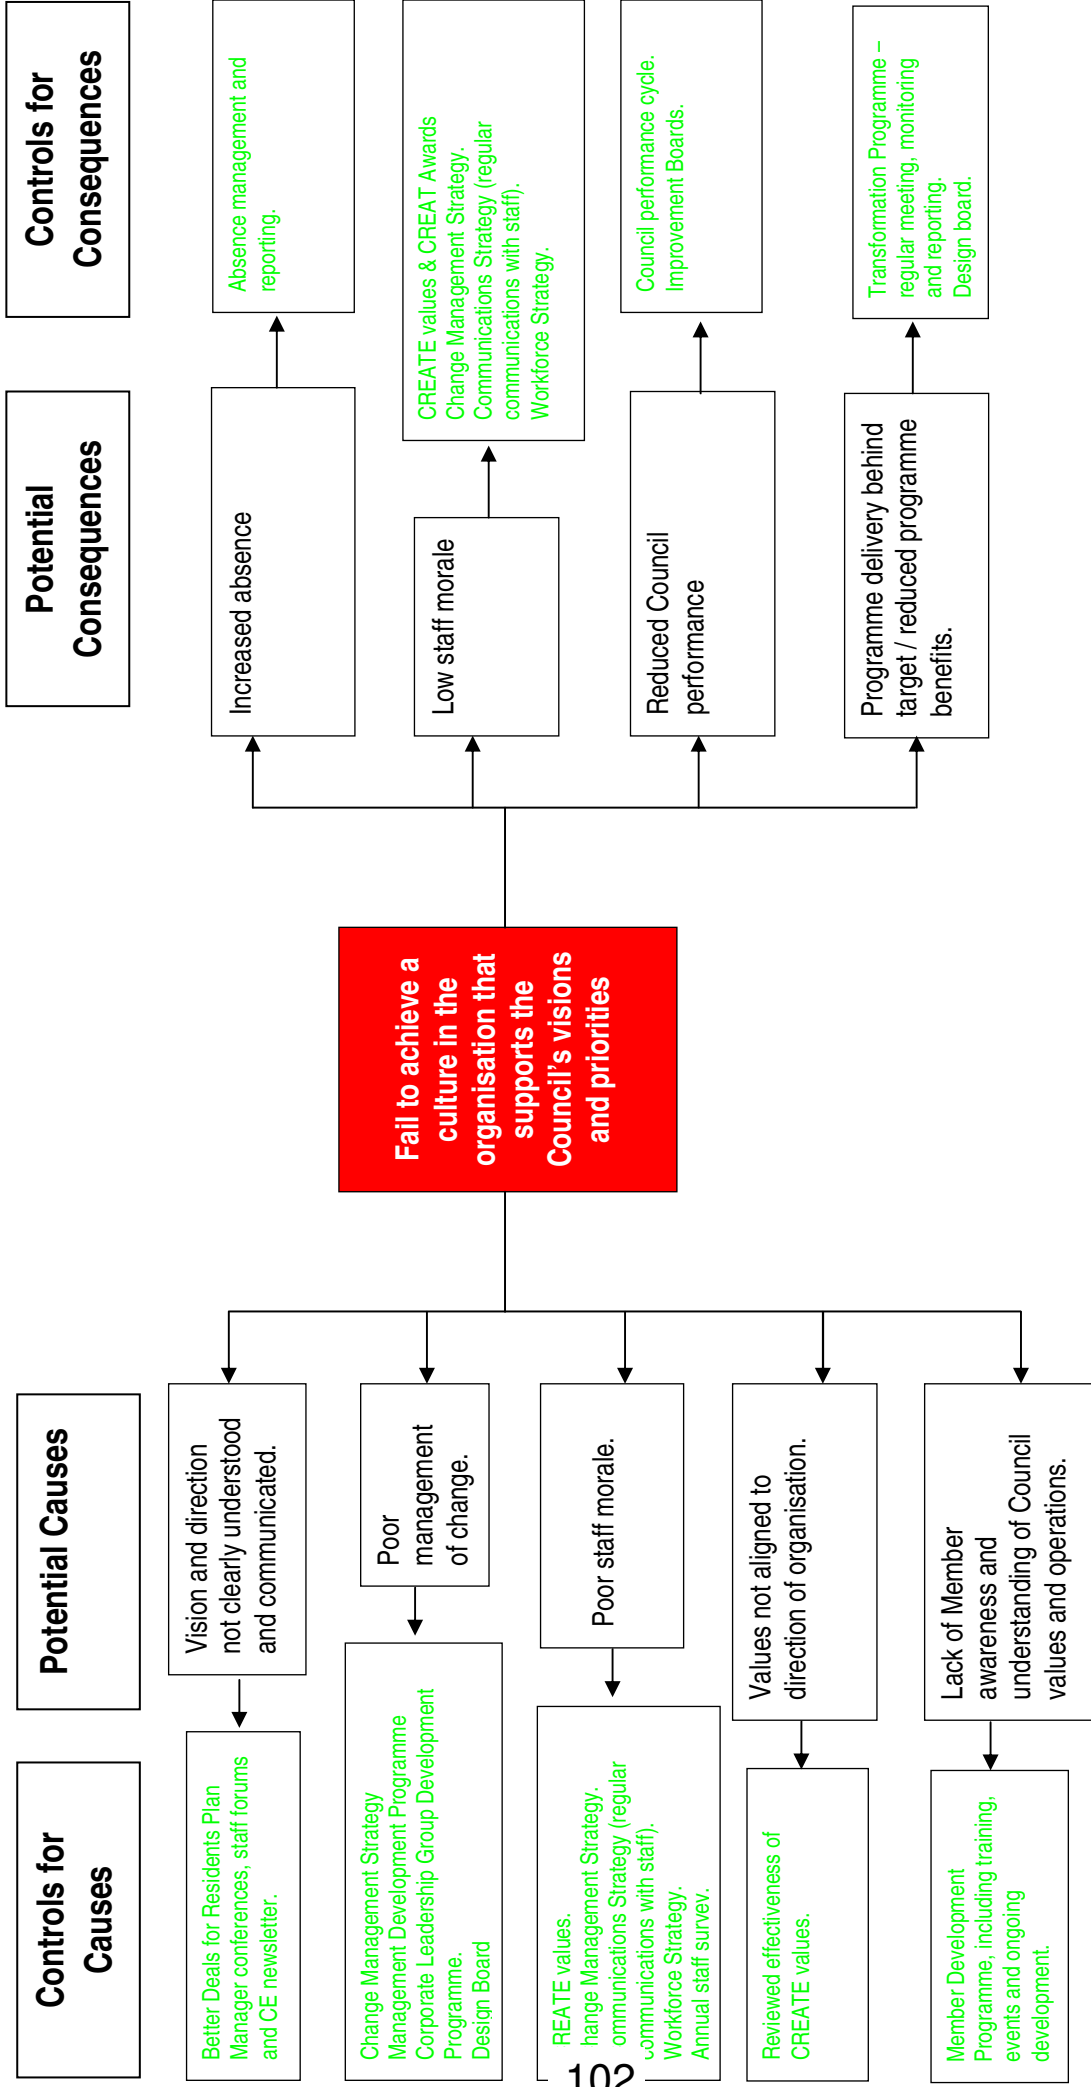 Controls for
Causes
Potential Causes
Potential
Consequences
Controls for
Consequences
Better Deals for Residents Plan
Manager conferences, staff forums
and CE newsletter.
Vision and direction
not clearly understood
and communicated.
Change Management Strategy
Management Development Programme
Corporate Leadership Group Development
Programme.
Design Board
Poor
management
of change.
REATE values.
hange Management Strategy.
ommunications Strategy (regular
communications with staff).
Workforce Strategy.
Annual staff survey.
Poor staff morale.
Reviewed effectiveness of
CREATE values.
Values not aligned to
direction of organisation.
Member Development
Programme, including training,
events and ongoing
development.
Lack of Member
awareness and
understanding of Council
values and operations.
Fail to achieve a
culture in the
organisation that
supports the
Council's visions
and priorities
Increased absence
Absence management and
reporting.
Low staff morale
CREATE values & CREAT Awards
Change Management Strategy.
Communications Strategy (regular
communications with staff).
Workforce Strategy.
Reduced Council
performance
Council performance cycle.
Improvement Boards.
Programme delivery behind
target / reduced programme
benefits.
Transformation Programme –
regular meeting, monitoring
and reporting.
Design board.
102